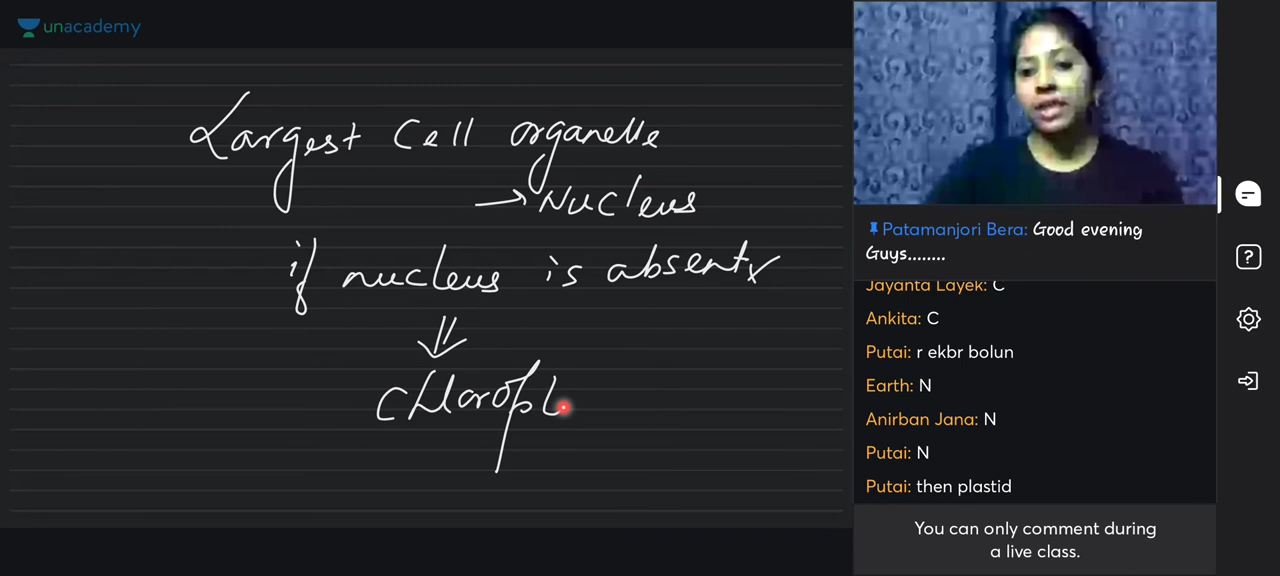 unacademy
Largest Cell organelle
→ Nucleus
if nucleus is absent
Chloropl
Patamanjori Bera: Good evening
Guys........
Jayanta Layek: C
Ankita: C
Putai: r ekbr bolun
Earth: N
Anirban Jana: N
Putai: N
Putai: then plastid
You can only comment during
a live class.